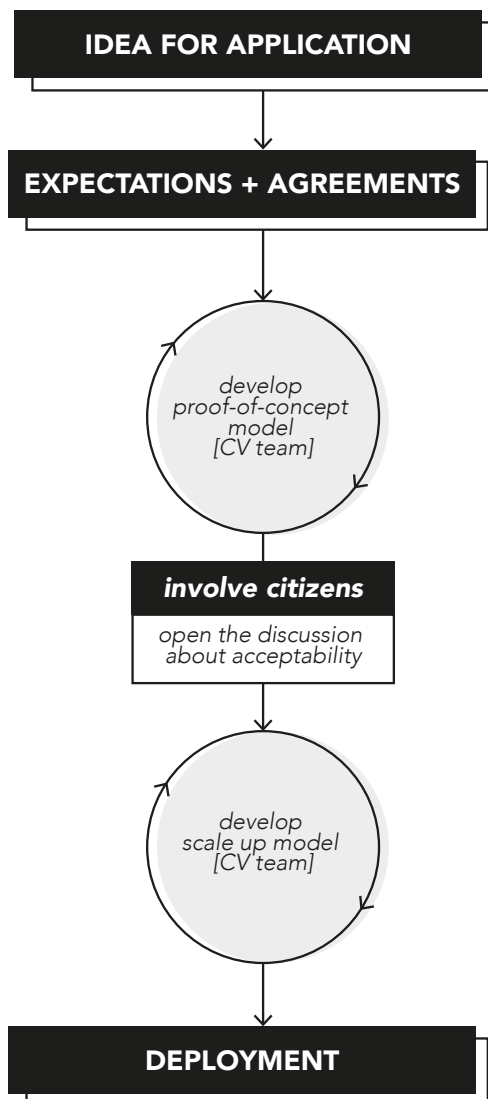 IDEA FOR APPLICATION
EXPECTATIONS + AGREEMENTS
develop
proof-of-concept
model
[CV team]
involve citizens
open the discussion
about acceptability
develop
scale up model
[CV team]
DEPLOYMENT